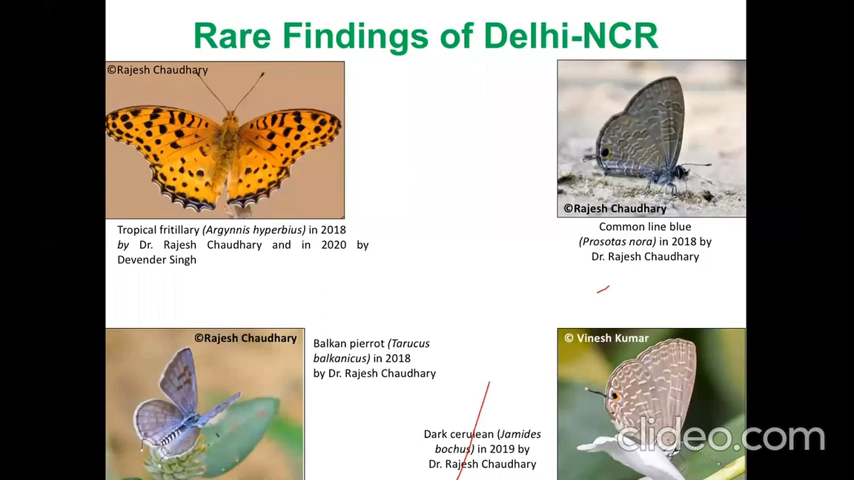 Rare Findings of Delhi-NCR
©Rajesh Chaudhary
Tropical fritillary (Argynnis hyperbius) in 2018
by Dr. Rajesh Chaudhary and in 2020 by
Devender Singh
©Rajesh Chaudhary
Common line blue
(Prosotas nora) in 2018 by
Dr. Rajesh Chaudhary
©Rajesh Chaudhary
Balkan pierrot (Tarucus
balkanicus) in 2018
by Dr. Rajesh Chaudhary
Dark cerulean (Jamides
bochus) in 2019 by
Dr. Rajesh Chaudhary
© Vinesh Kumar
clideo.com